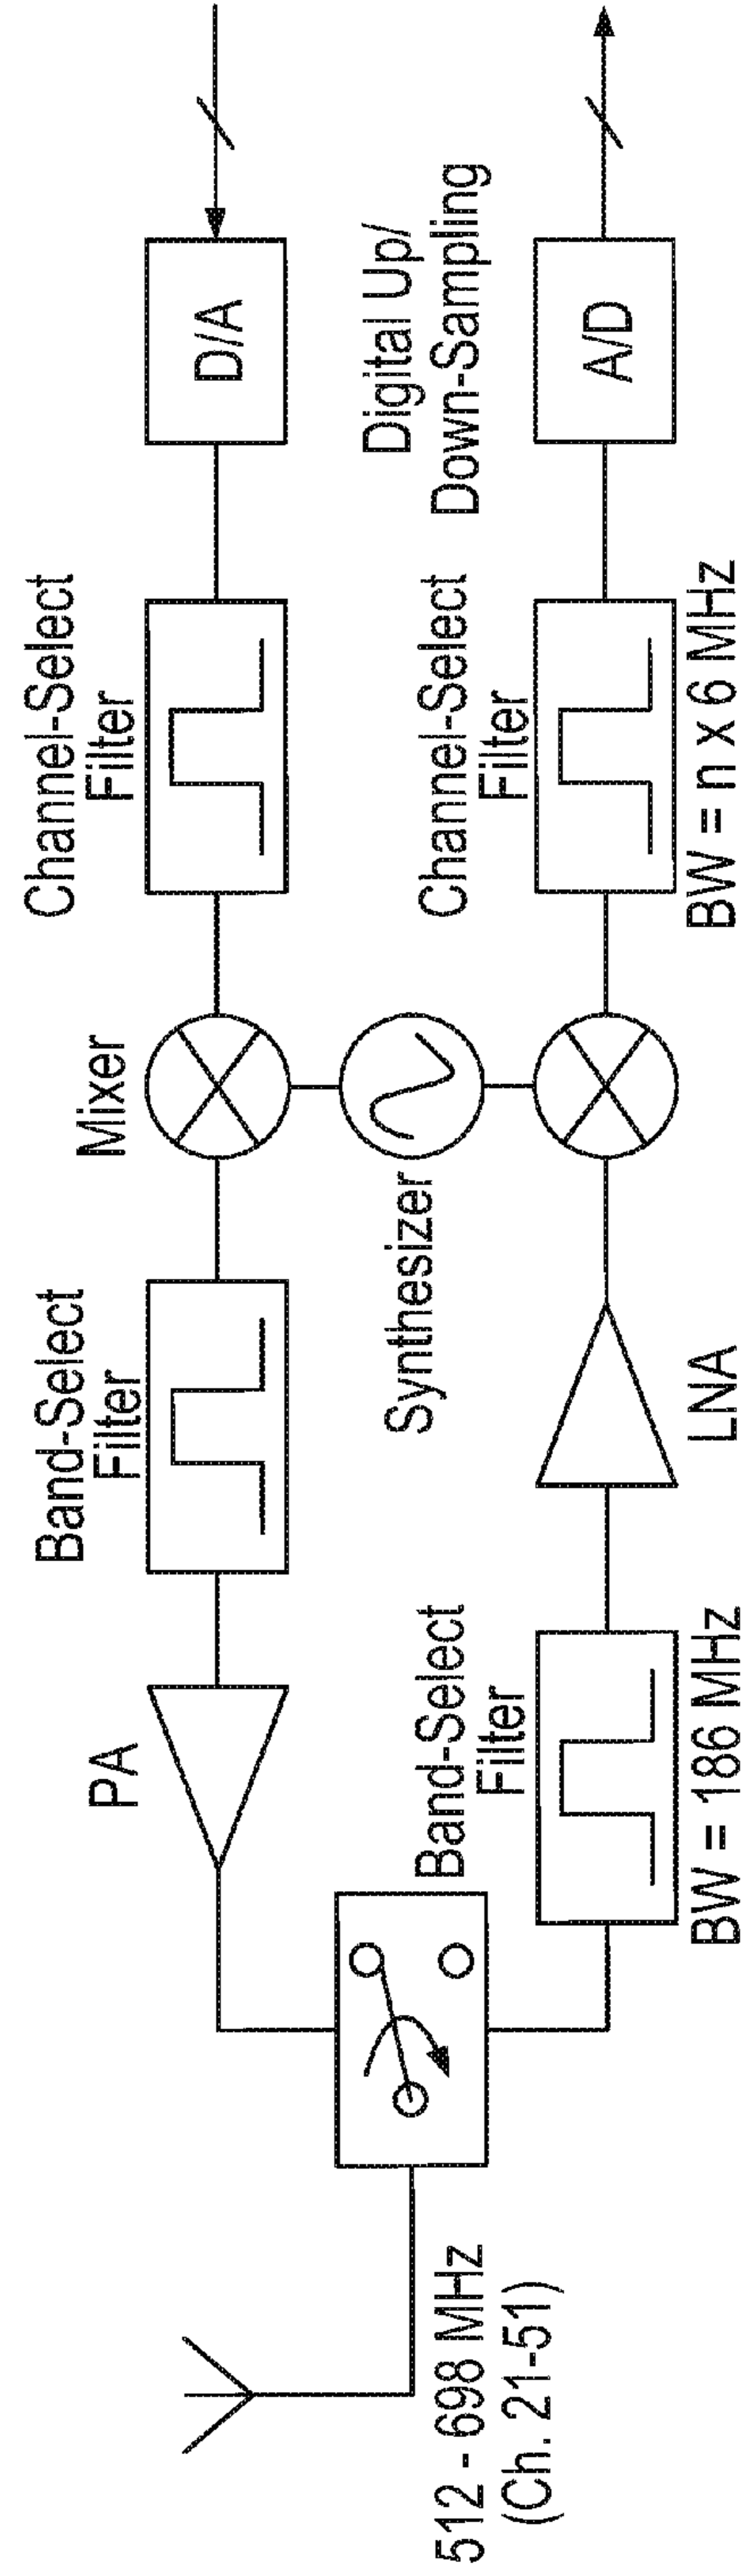 512 - 698 MHz
(Ch. 21-51)
PA
Band-Select
Filter
Mixer
Channel-Select
Filter
D/A
Synthesizer
Digital Up/
Down-Sampling
Band-Select
Filter
BW = 186 MHz
LNA
Channel-Select
Filter
BW = n x 6 MHz
A/D